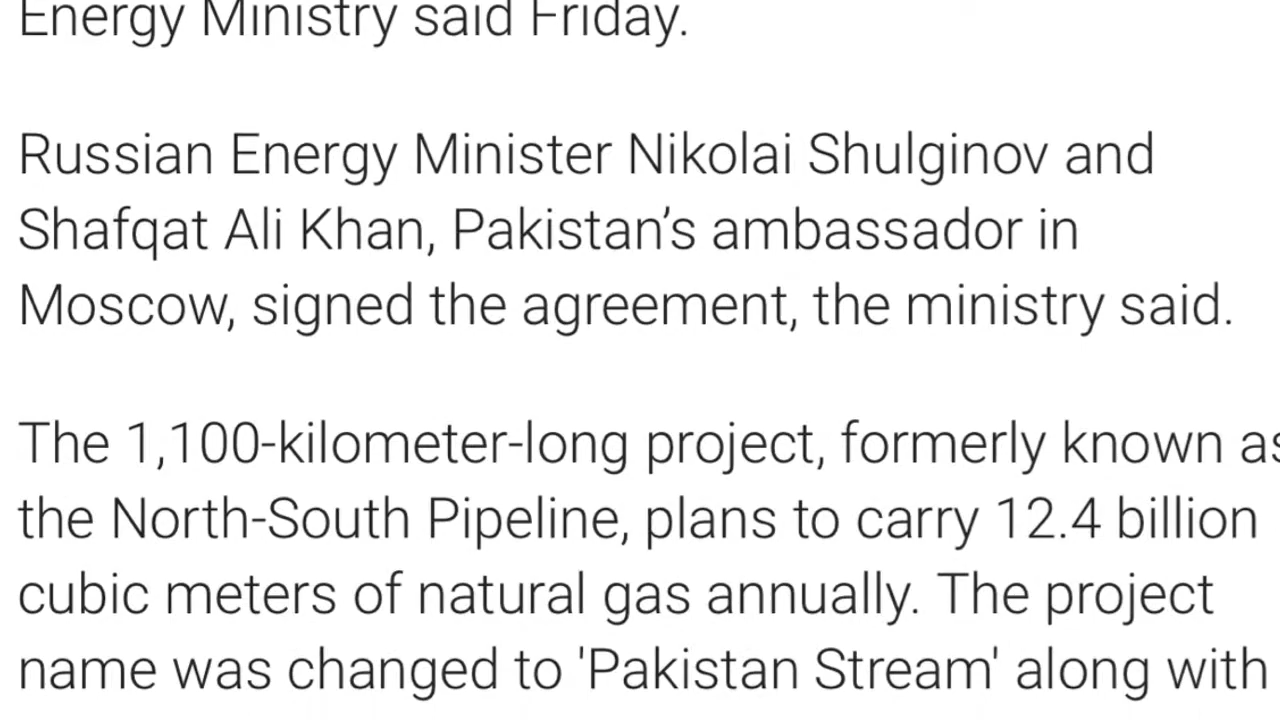 Energy Ministry said Friday.
Russian Energy Minister Nikolai Shulginov and
Shafqat Ali Khan, Pakistan’s ambassador in
Moscow, signed the agreement, the ministry said.
The 1,100-kilometer-long project, formerly known as
the North-South Pipeline, plans to carry 12.4 billion
cubic meters of natural gas annually. The project
name was changed to 'Pakistan Stream' along with